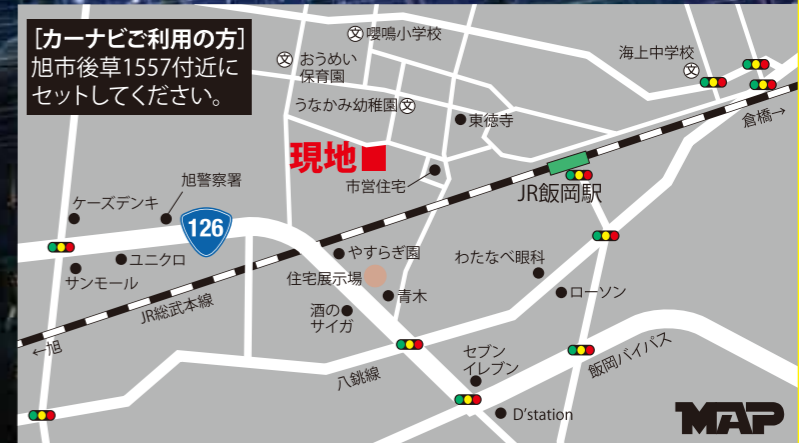 [カーナビご利用の方]
旭市後草1557付近に
セットしてください。
嚶鳴小学校
文
おうめい
保育園
文
海上中学校
文
うなかみ幼稚園
文
東徳寺
倉橋→
現地
市営住宅
JR飯岡駅
旭警察署
ケーズデンキ
126
ユニクロ
サンモール
やすらぎ園
わたなべ眼科
住宅展示場
青木
ローソン
JR総武本線
酒の
サイガ
←旭
セブン
イレブン
八銚線
飯岡バイパス
D'station
MAP